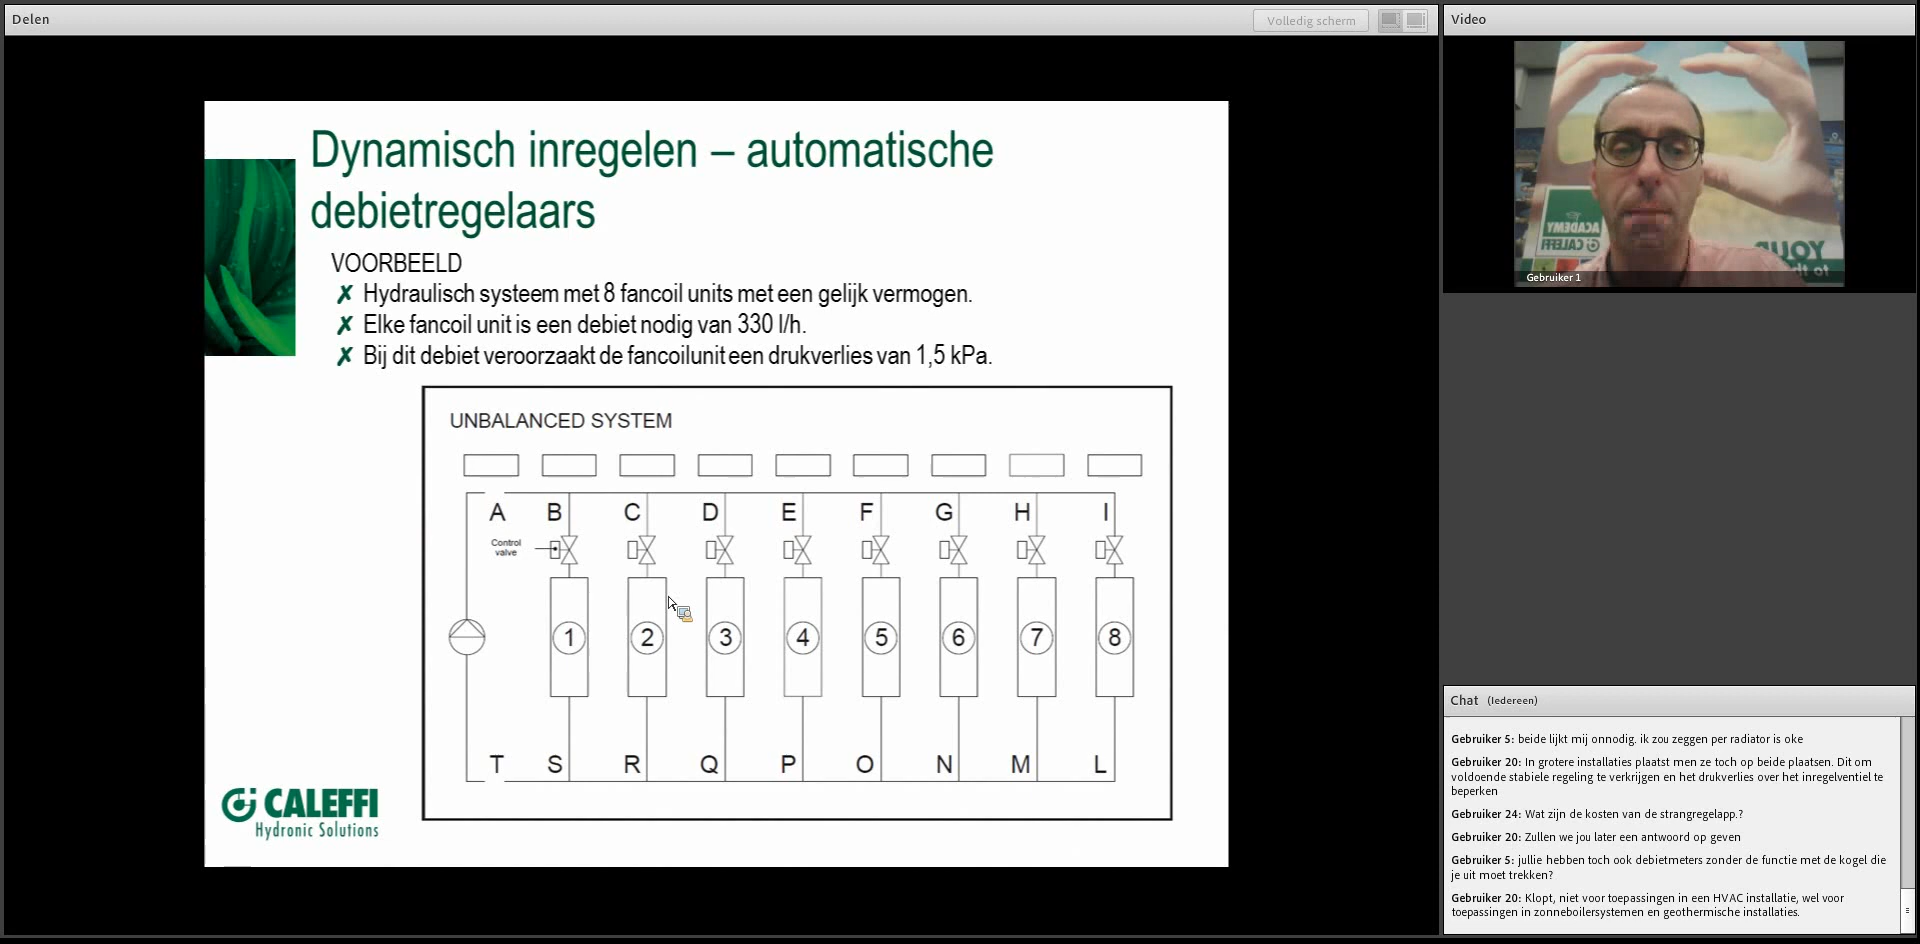 Delen
Volledig scherm
Video
Dynamisch inregelen – automatische
debietregelaars
VOORBEELD
✗ Hydraulisch systeem met 8 fancoil units met een gelijk vermogen.
✗ Elke fancoil unit is een debiet nodig van 330 l/h.
✗ Bij dit debiet veroorzaakt de fancoilunit een drukverlies van 1,5 kPa.
UNBALANCED SYSTEM
A B C D E F G H I
Control
valve
1 2 3 4 5 6 7 8
T S R Q P O N M L
CALEFFI
Hydronic Solutions
ACADEMY
CALEFFI
YOUR
to th
Gebruiker 1
Chat (Iedereen)
Gebruiker 5: beide lijkt mij onnodig. ik zou zeggen per radiator is oke
Gebruiker 20: In grotere installaties plaatst men ze toch op beide plaatsen. Dit om
voldoende stabiele regeling te verkrijgen en het drukverlies over het inregelventiel te
beperken
Gebruiker 24: Wat zijn de kosten van de strangregelapp.?
Gebruiker 20: Zullen we jou later een antwoord op geven
Gebruiker 5: jullie hebben toch ook debietmeters zonder de functie met de kogel die
je uit moet trekken?
Gebruiker 20: Klopt, niet voor toepassingen in een HVAC installatie, wel voor
toepassingen in zonneboilersystemen en geothermische installaties.